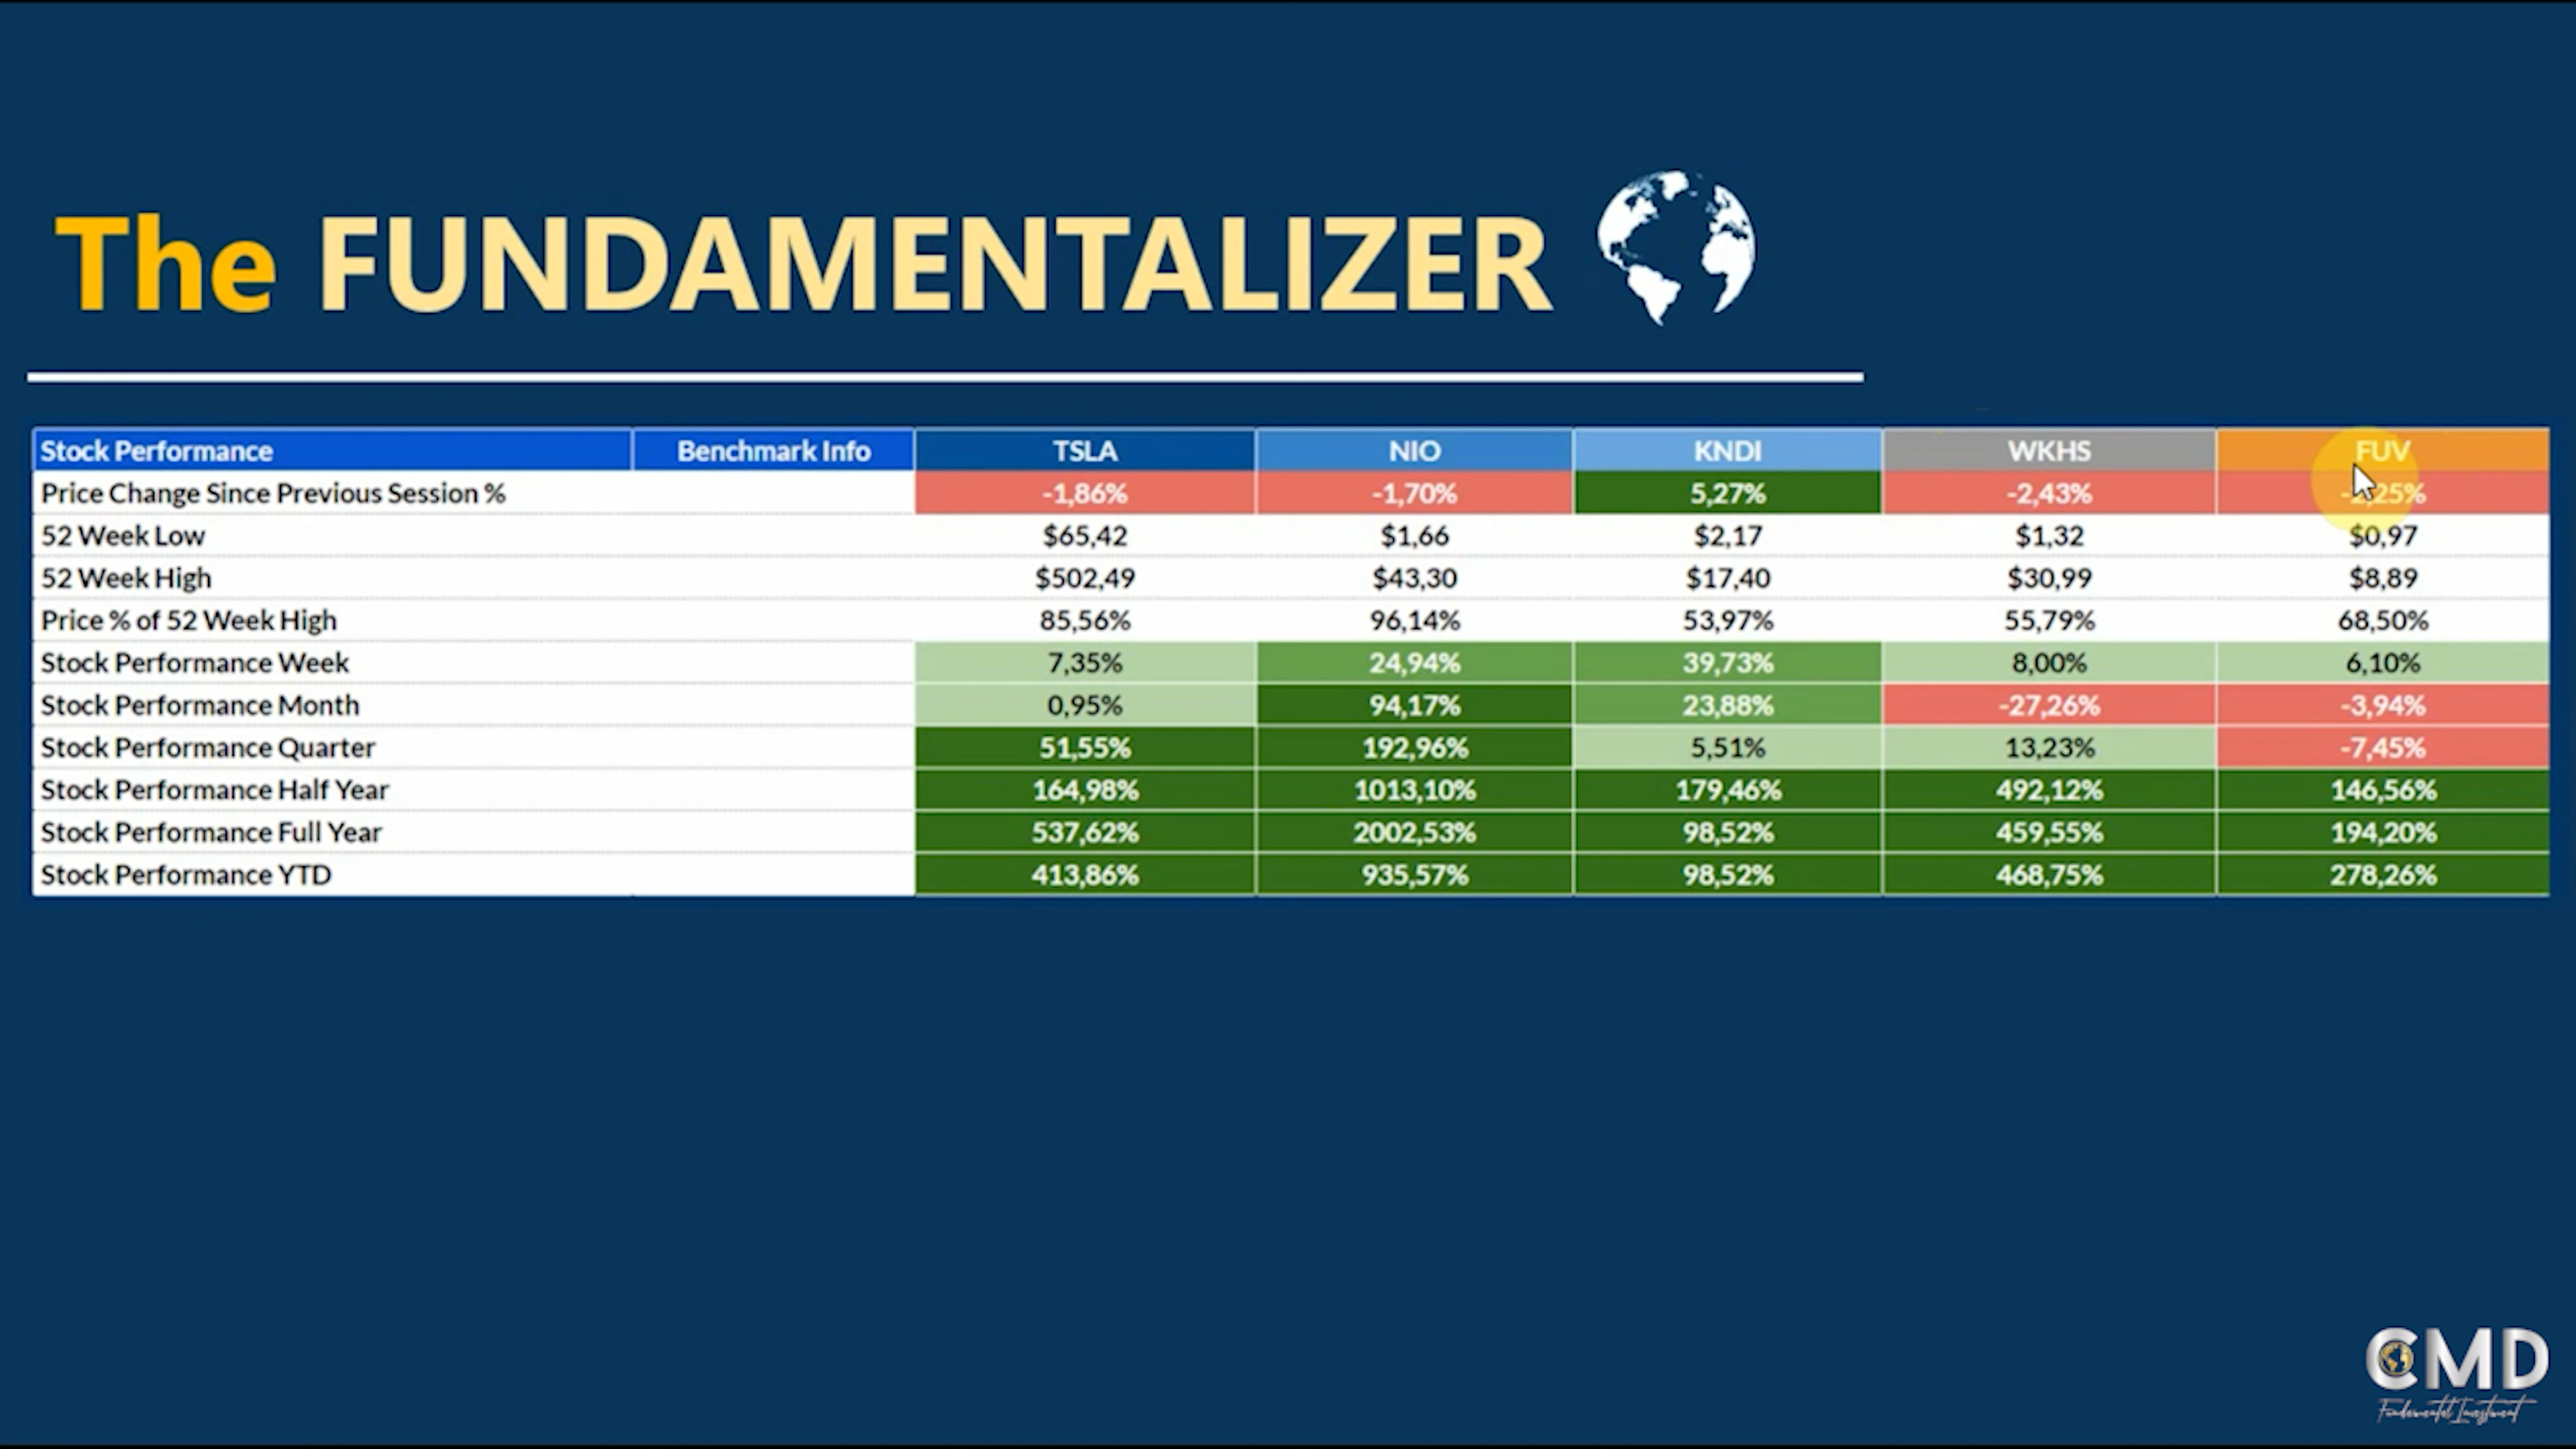 The FUNDAMENTALIZER
Stock Performance Benchmark Info TSLA NIO KNDI WKHS FUV
Price Change Since Previous Session % -1,86% -1,70% 5,27% -2,43% -2,25%
52 Week Low $65,42 $1,66 $2,17 $1,32 $0,97
52 Week High $502,49 $43,30 $17,40 $30,99 $8,89
Price % of 52 Week High 85,56% 96,14% 53,97% 55,79% 68,50%
Stock Performance Week 7,35% 24,94% 39,73% 8,00% 6,10%
Stock Performance Month 0,95% 94,17% 23,88% -27,26% -3,94%
Stock Performance Quarter 51,55% 192,96% 5,51% 13,23% -7,45%
Stock Performance Half Year 164,98% 1013,10% 179,46% 492,12% 146,56%
Stock Performance Full Year 537,62% 2002,53% 98,52% 459,55% 194,20%
Stock Performance YTD 413,86% 935,57% 98,52% 468,75% 278,26%
CMD
Fundamental Investment